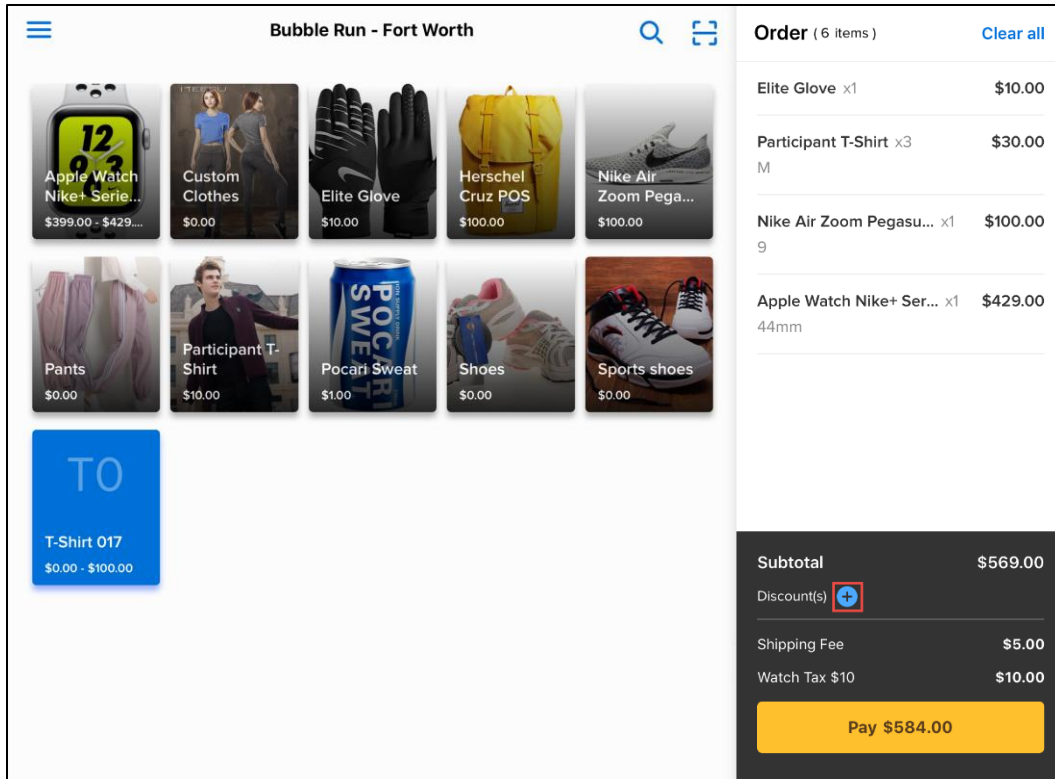 Bubble Run - Fort Worth
12
9 3
Apple Watch
Nike+ Serie...
$399.00 - $429....
Custom
Clothes
$0.00
Elite Glove
$10.00
Herschel
Cruz POS
$100.00
Nike Air
Zoom Pega...
$100.00
Pants
$0.00
Participant T-
Shirt
$10.00
POCARI
SWEAT
Pocari Sweat
$1.00
Shoes
$0.00
Sports shoes
$0.00
TO
T-Shirt 017
$0.00 - $100.00
Order ( 6 items ) Clear all
Elite Glove x1 $10.00
Participant T-Shirt x3 $30.00
M
Nike Air Zoom Pegasu... x1 $100.00
9
Apple Watch Nike+ Ser... x1 $429.00
44mm
Subtotal $569.00
Discount(s) +
Shipping Fee $5.00
Watch Tax $10 $10.00
Pay $584.00